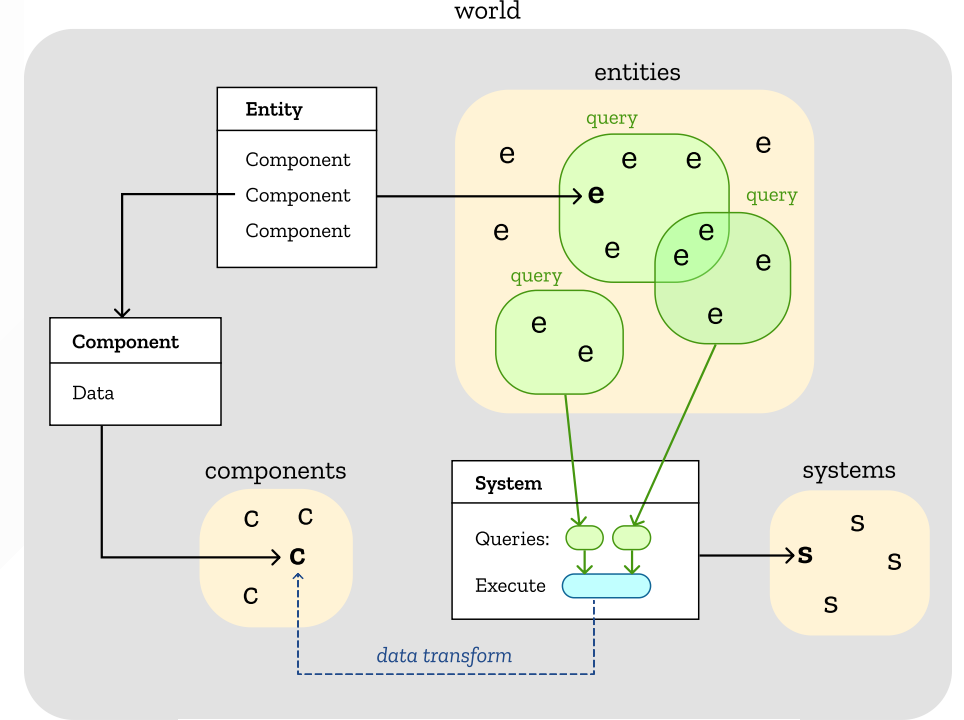 world
entities
Entity
Component
Component
Component
query
e
e
e
e
e
query
e
e
e
e
e
e
query
e
e
e
Component
Data
components
c
c
c
c
System
Queries:
Execute
systems
s
s
s
s
data transform